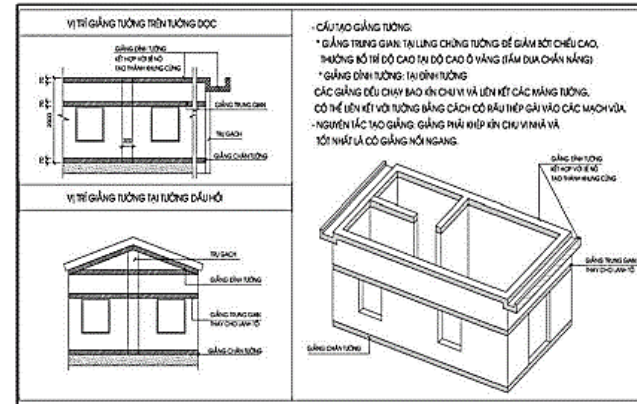 VỊ TRÍ GIẰNG TƯỜNG TRÊN TƯỜNG DỌC
GIẰNG ĐỈNH TƯỜNG
KẾT HỢP VỚI SÊ NÔ
TẠO THÀNH KHUNG CỨNG
GIẰNG TRUNG GIAN
TRỤ GẠCH
GIẰNG CHÂN TƯỜNG
VỊ TRÍ GIẰNG TƯỜNG TẠI TƯỜNG ĐẦU HỒI
TRỤ GẠCH
GIẰNG ĐỈNH TƯỜNG
GIẰNG TRUNG GIAN
THAY CHO LANH TÔ
GIẰNG CHÂN TƯỜNG
- CẤU TẠO GIẰNG TƯỜNG:
* GIẰNG TRUNG GIAN: TẠI LƯNG CHỪNG TƯỜNG ĐỂ GIẢM BỚT CHIỀU CAO,
THƯỜNG BỐ TRÍ ĐỘ CAO TẠI ĐỘ CAO Ô VĂNG (TẤM ĐUA CHẮN NẮNG)
* GIẰNG ĐỈNH TƯỜNG: TẠI ĐỈNH TƯỜNG
CÁC GIẰNG ĐỀU CHẠY BAO KÍN CHU VI VÀ LIÊN KẾT CÁC MẢNG TƯỜNG,
CÓ THỂ LIÊN KẾT VỚI TƯỜNG BẰNG CÁCH CÓ RÂU THÉP GÀI VÀO CÁC MẠCH VỮA.
- NGUYÊN TẮC TẠO GIẰNG: GIẰNG PHẢI KHÉP KÍN CHU VI NHÀ VÀ
TỐT NHẤT LÀ CÓ GIẰNG NỐI NGANG.
GIẰNG ĐỈNH TƯỜNG
KẾT HỢP VỚI SÊ NÔ
TẠO THÀNH KHUNG CỨNG
GIẰNG TRUNG GIAN
THAY CHO LANH TÔ
GIẰNG CHÂN TƯỜNG